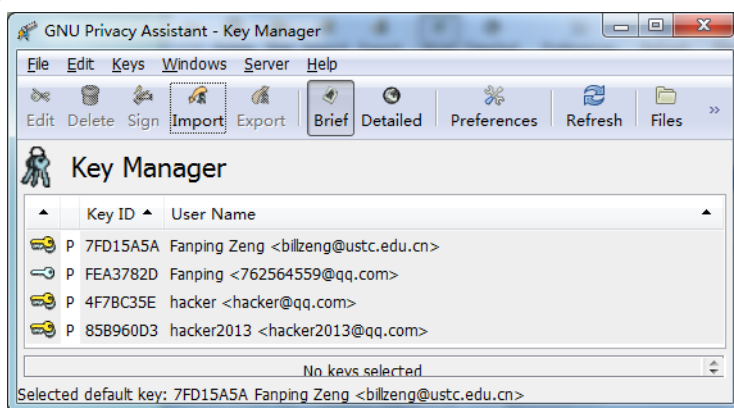 GNU Privacy Assistant - Key Manager
File Edit Keys Windows Server Help
Edit Delete Sign Import Export Brief Detailed Preferences Refresh Files »
Key Manager
Key ID User Name
P 7FD15A5A Fanping Zeng <billzeng@ustc.edu.cn>
P FEA3782D Fanping <762564559@qq.com>
P 4F7BC35E hacker <hacker@qq.com>
P 85B960D3 hacker2013 <hacker2013@qq.com>
No keys selected
Selected default key: 7FD15A5A Fanping Zeng <billzeng@ustc.edu.cn>